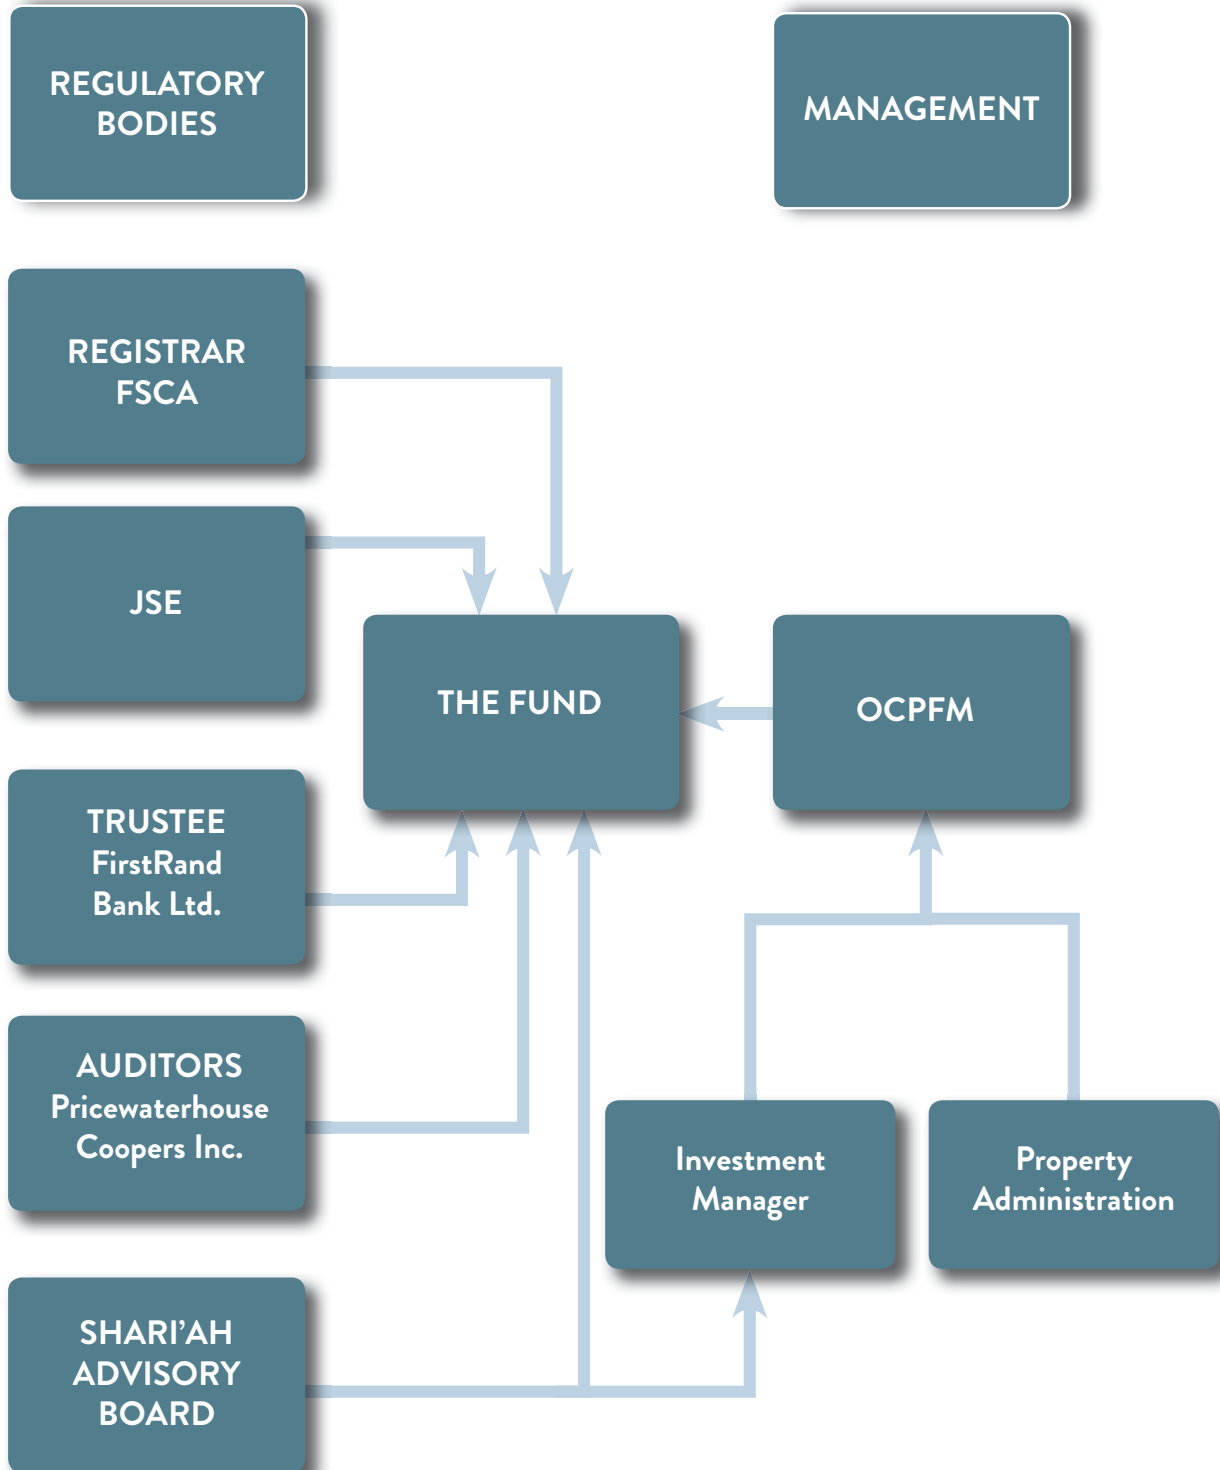 REGULATORY
BODIES
MANAGEMENT
REGISTRAR
FSCA
JSE
THE FUND
OCPFM
TRUSTEE
FirstRand
Bank Ltd.
AUDITORS
Pricewaterhouse
Coopers Inc.
Investment
Manager
Property
Administration
SHARI’AH
ADVISORY
BOARD